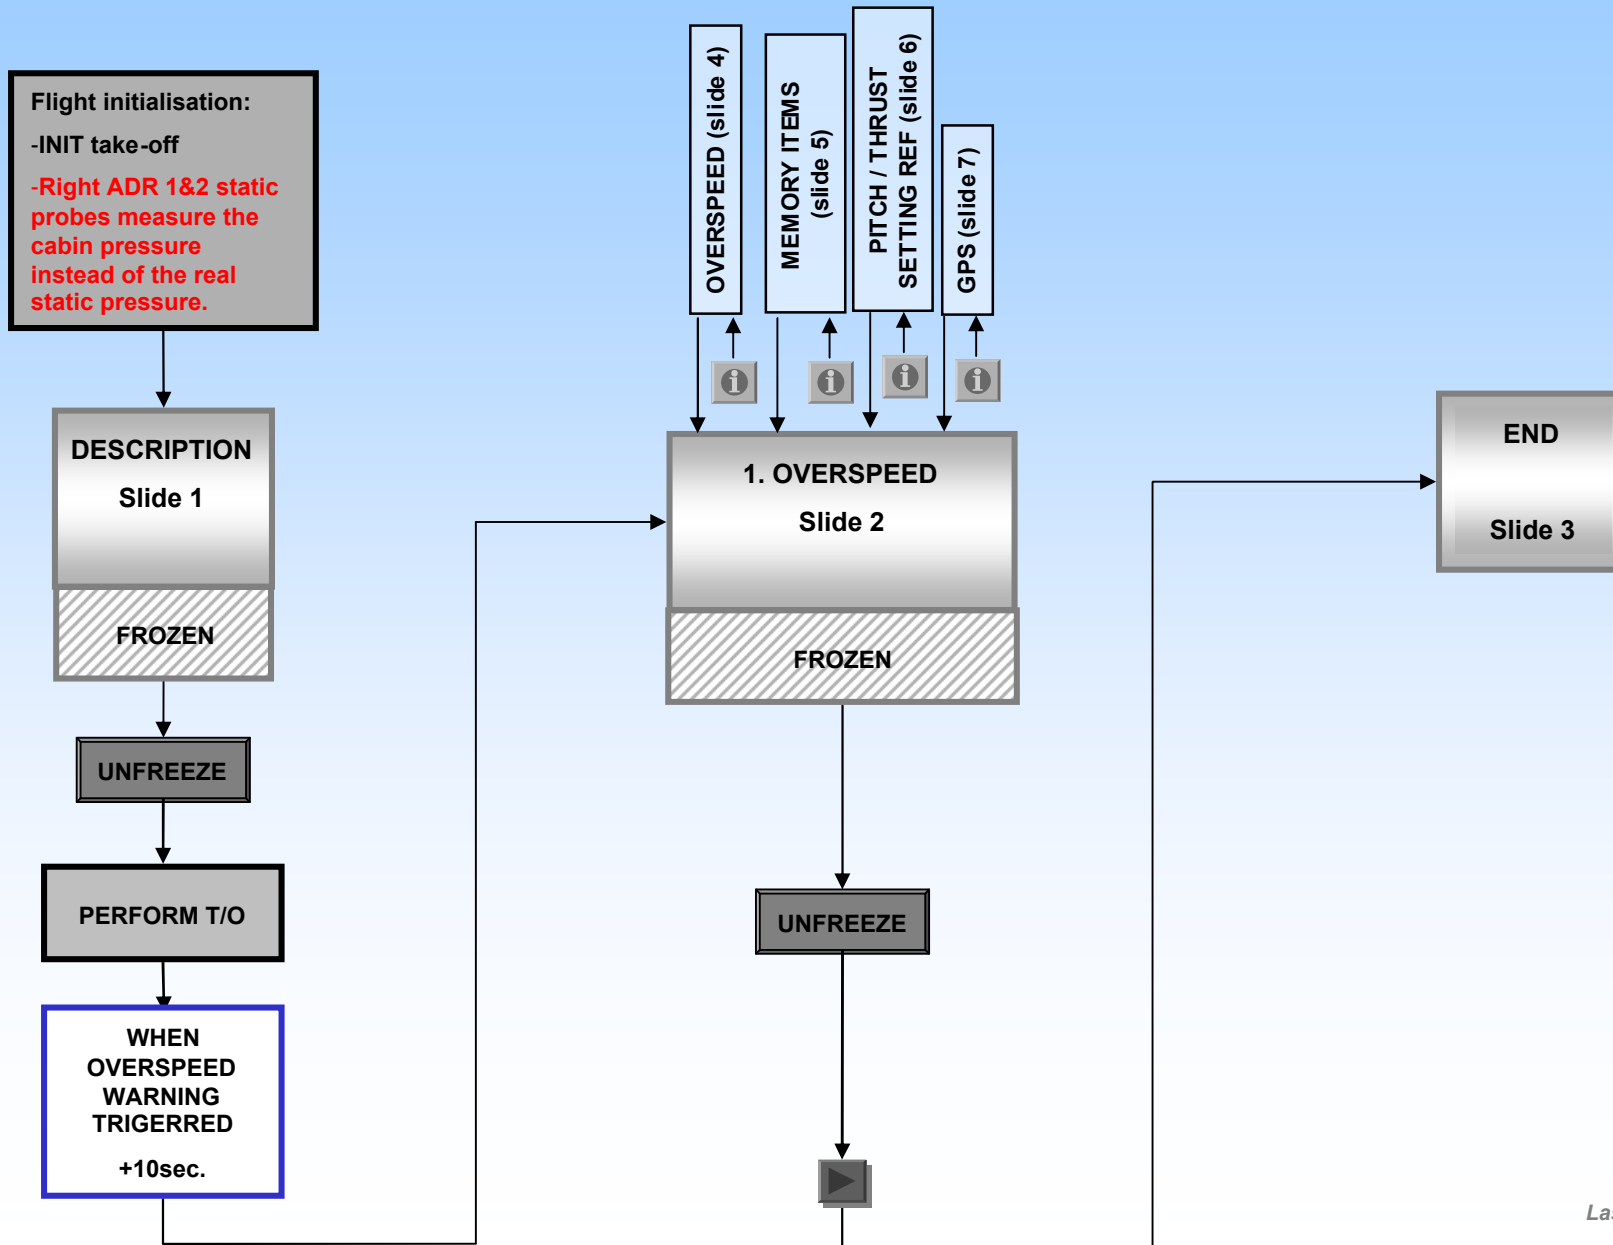 Flight initialisation:
-INIT take-off
-Right ADR 1&2 static
probes measure the
cabin pressure
instead of the real
static pressure.
DESCRIPTION
Slide 1
FROZEN
UNFREEZE
PERFORM T/O
WHEN
OVERSPEED
WARNING
TRIGERRED
+10sec.
OVERSPEED (slide 4)
MEMORY ITEMS
(slide 5)
PITCH / THRUST
SETTING REF (slide 6)
GPS (slide 7)
1. OVERSPEED
Slide 2
FROZEN
UNFREEZE
END
Slide 3